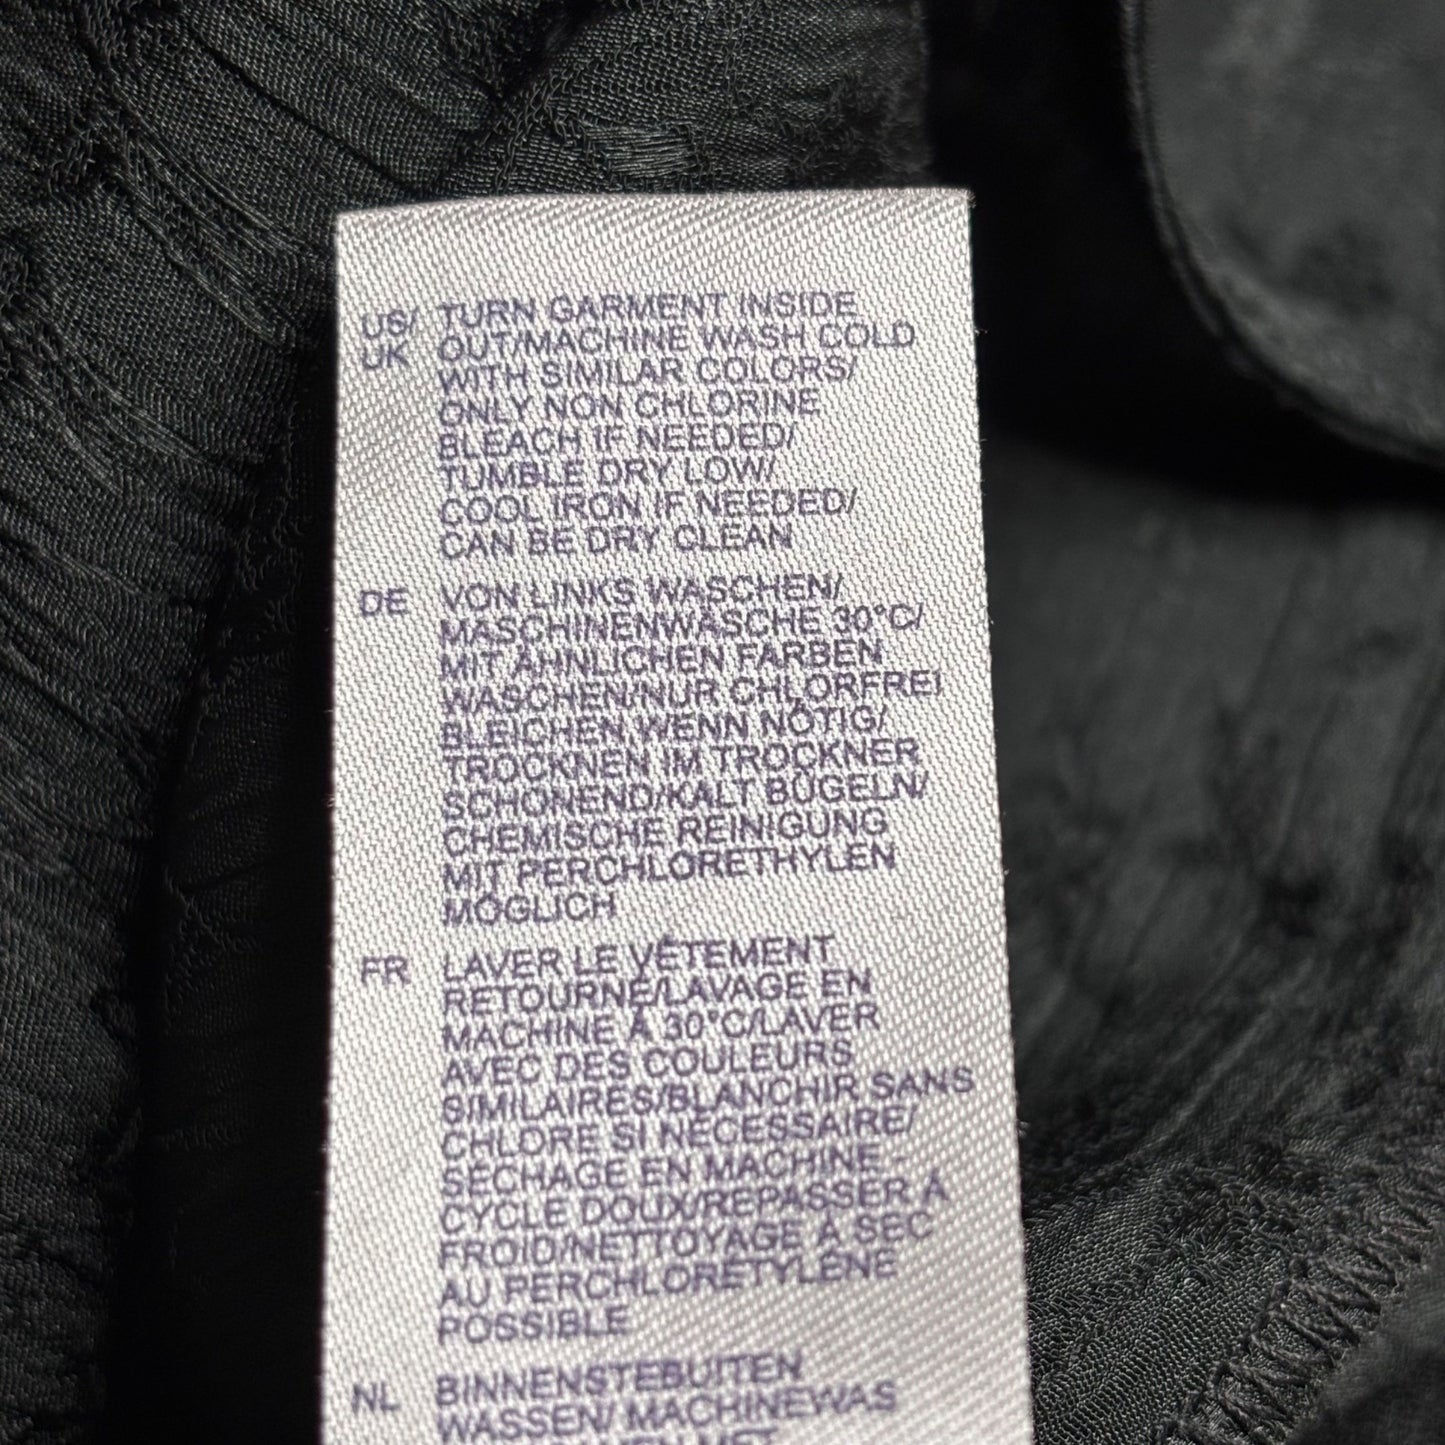 US/ TURN GARMENT INSIDE
UK OUT/MACHINE WASH COLD
WITH SIMILAR COLORS/
ONLY NON CHLORINE
BLEACH IF NEEDED/
TUMBLE DRY LOW/
COOL IRON IF NEEDED/
CAN BE DRY CLEAN
DE VON LINKS WASCHEN/
MASCHINENWÄSCHE 30°C/
MIT ÄHNLICHEN FARBEN
WASCHEN/NUR CHLORFREI
BLEICHEN, WENN NÖTIG/
TROCKNEN IM TROCKNER
SCHONEND/KALT BÜGELN/
CHEMISCHE REINIGUNG
MIT PERCHLORETHYLEN
MÖGLICH
FR LAVER LE VÊTEMENT
RETOURNÉ/LAVAGE EN
MACHINE À 30°C/LAVER
AVEC DES COULEURS
SIMILAIRES/BLANCHIR SANS
CHLORE SI NÉCESSAIRE/
SÉCHAGE EN MACHINE -
CYCLE DOUX/REPASSER À
FROID/NETTOYAGE À SEC
AU PERCHLORÉTYLÈNE
POSSIBLE
NL BINNENSTEBUITEN
WASSEN/ MACHINEWAS
MET